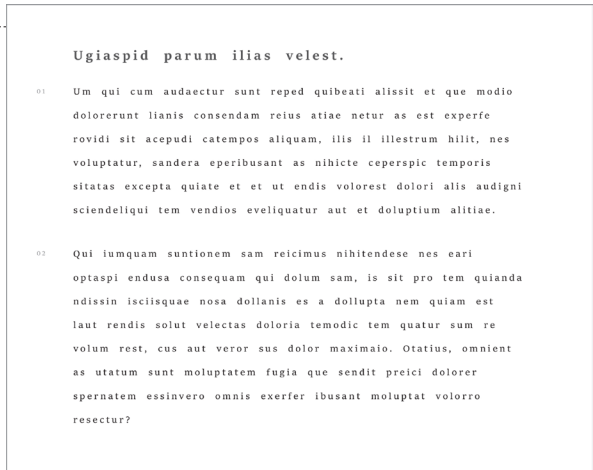 Ugiaspid parum ilias velest.
01 Um qui cum audaectur sunt reped quibeati alissit et que modio
dolorerunt lianis consendam reius atiae netur as est experfe
rovidi sit acepudi catempos aliquam, ilis il illestrum hilit, nes
voluptatur, sandera eperibusant as nihicte ceperspic temporis
sitatas excepta quiate et et ut endis volorest dolori alis audigni
sciendeliqui tem vendios eveliquatur aut et doluptium alitiae.
02 Qui iumquam suntionem sam reicimus nihitendese nes eari
optaspi endusa consequam qui dolum sam, is sit pro tem quianda
ndissin isciisquae nosa dollanis es a dollupta nem quiam est
laut rendis solut velectas doloria temodic tem quatur sum re
volum rest, cus aut veror sus dolor maximaio. Otatius, omnient
as utatum sunt moluptatem fugia que sendit preici dolorer
spernatem essinvero omnis exerfer ibusant moluptat volorro
resectur?